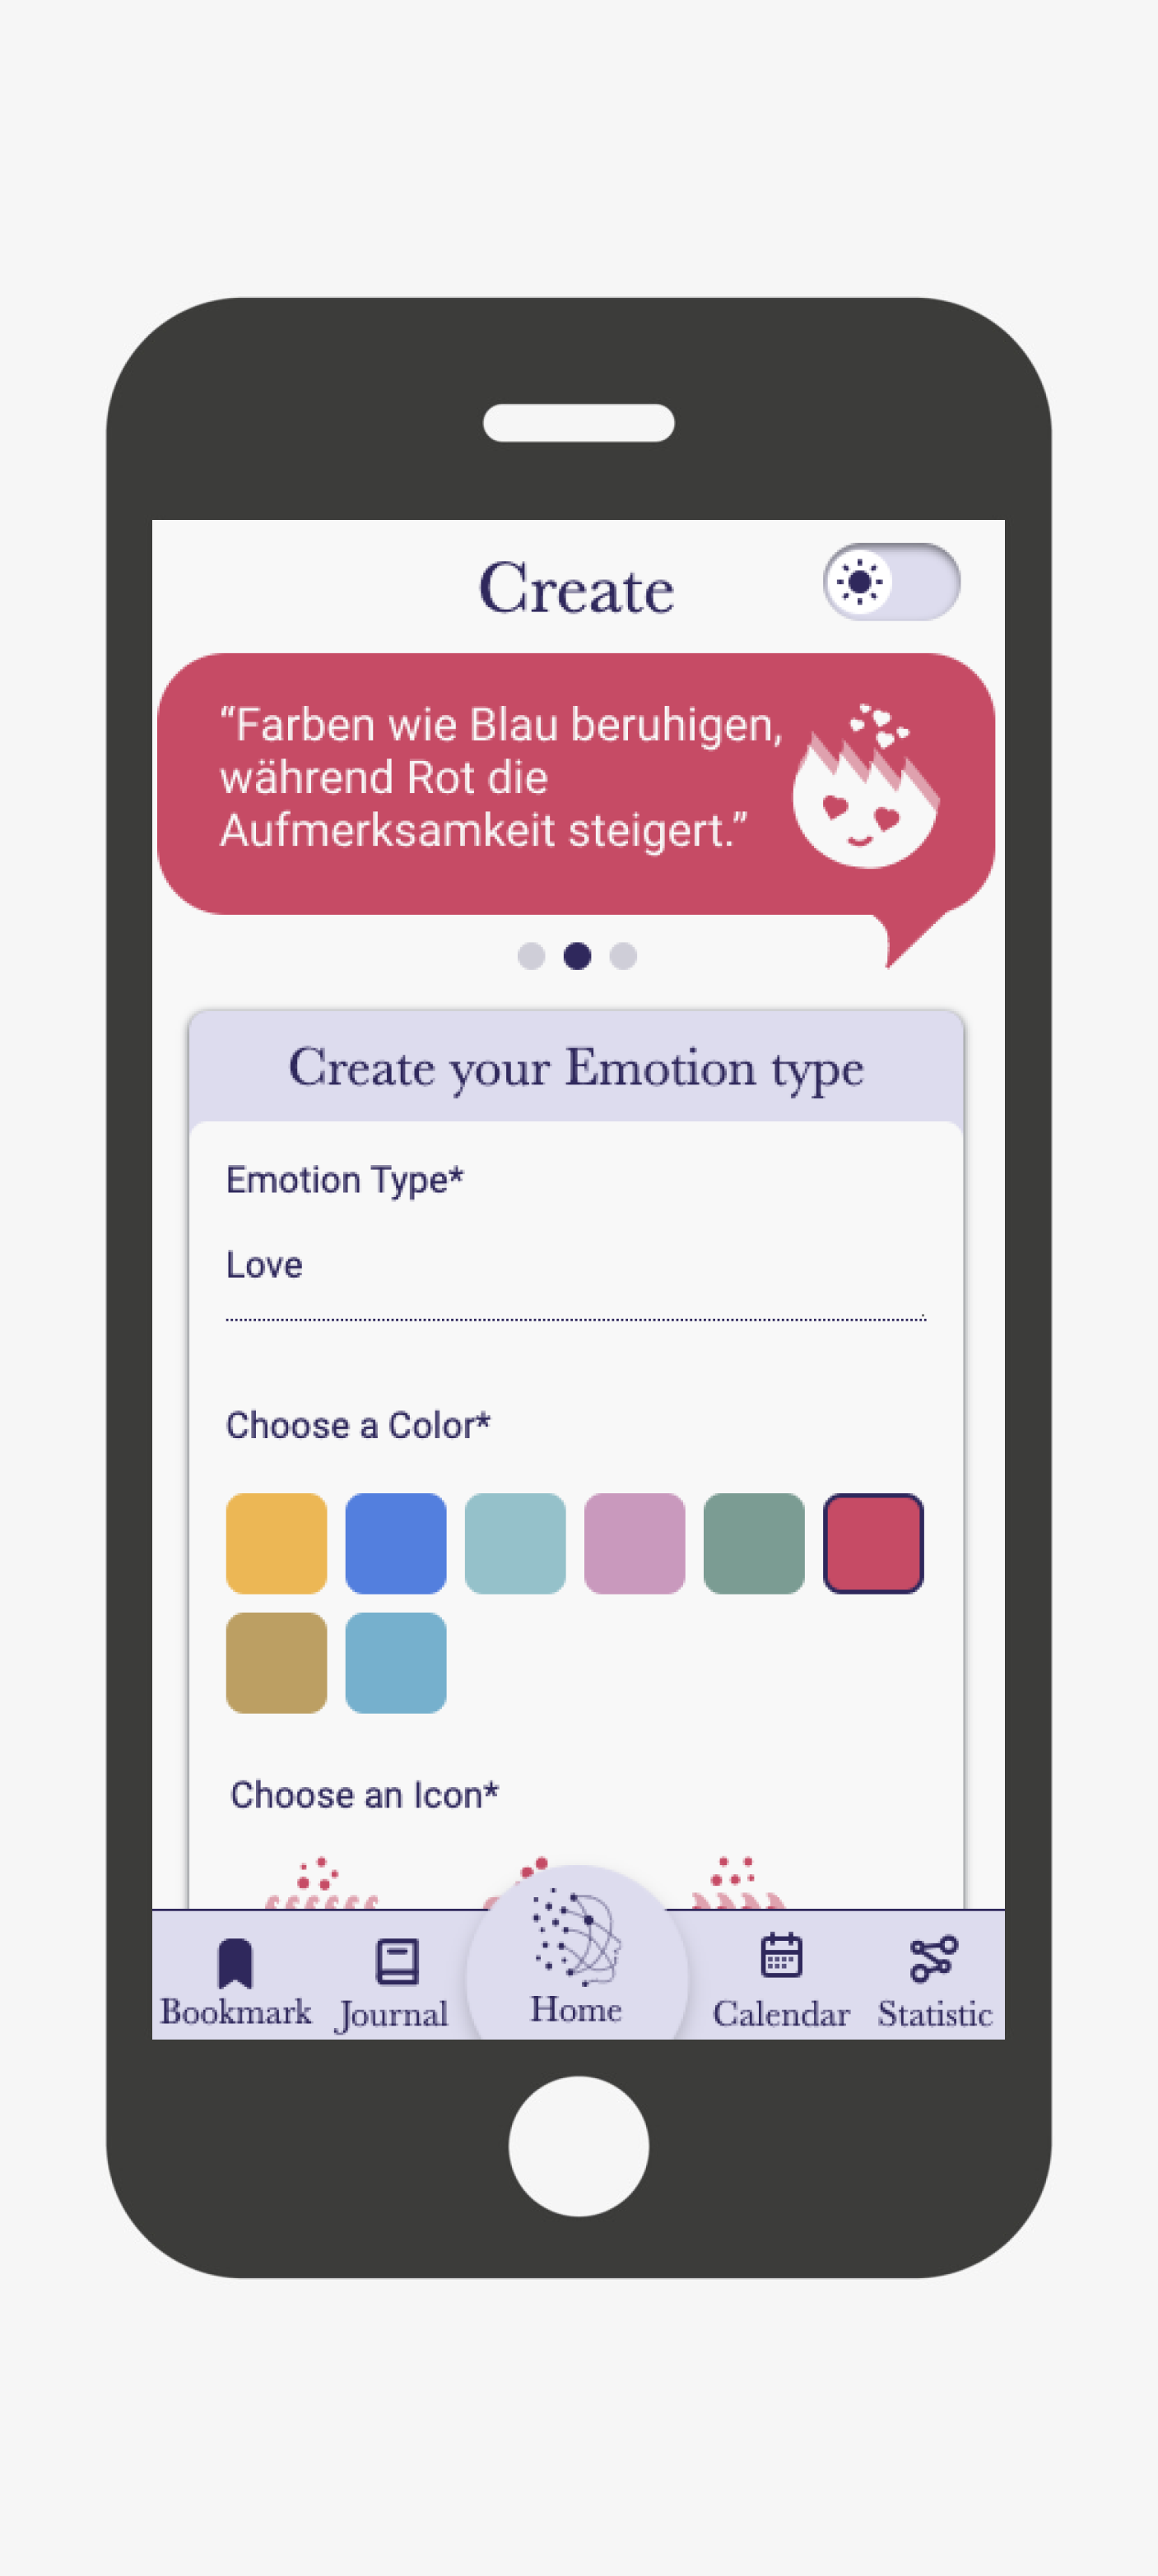 Create
“Farben wie Blau beruhigen,
während Rot die
Aufmerksamkeit steigert.”
Create your Emotion type
Emotion Type*
Love
Choose a Color*
Choose an Icon*
Bookmark
Journal
Home
Calendar
Statistic